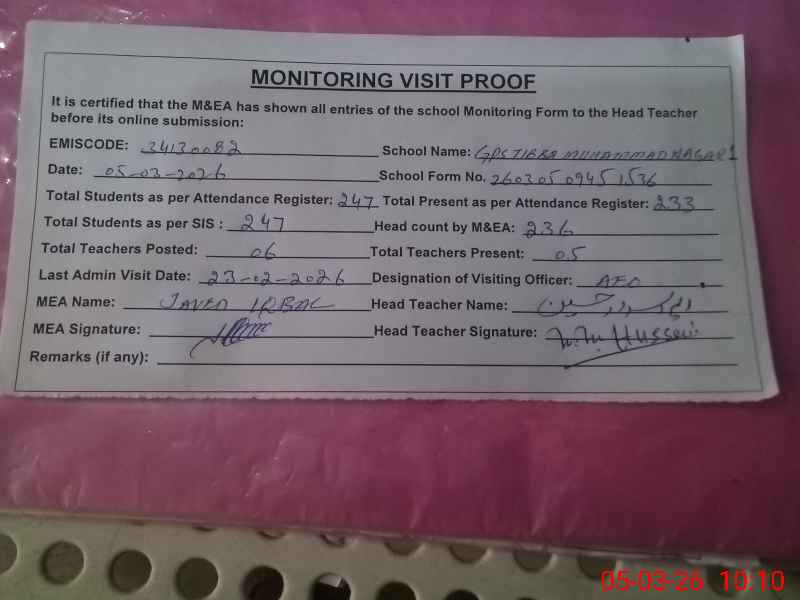 MONITORING VISIT PROOF
It is certified that the M&EA has shown all entries of the school Monitoring Form to the Head Teacher
before its online submission:
EMISCODE: 34130082 School Name: GPS TIBBA MUHAMMAD NAGAR 1
Date: 05-03-2026 School Form No. 260305 0945 1536
Total Students as per Attendance Register: 247 Total Present as per Attendance Register: 233
Total Students as per SIS : 247 Head count by M&EA: 236
Total Teachers Posted: 06 Total Teachers Present: 05
Last Admin Visit Date: 23-02-2026 Designation of Visiting Officer: AEO
MEA Name: JAVED IQBAL Head Teacher Name: حسین
MEA Signature: Head Teacher Signature: Hussain
Remarks (if any):
05-03-26 10:10